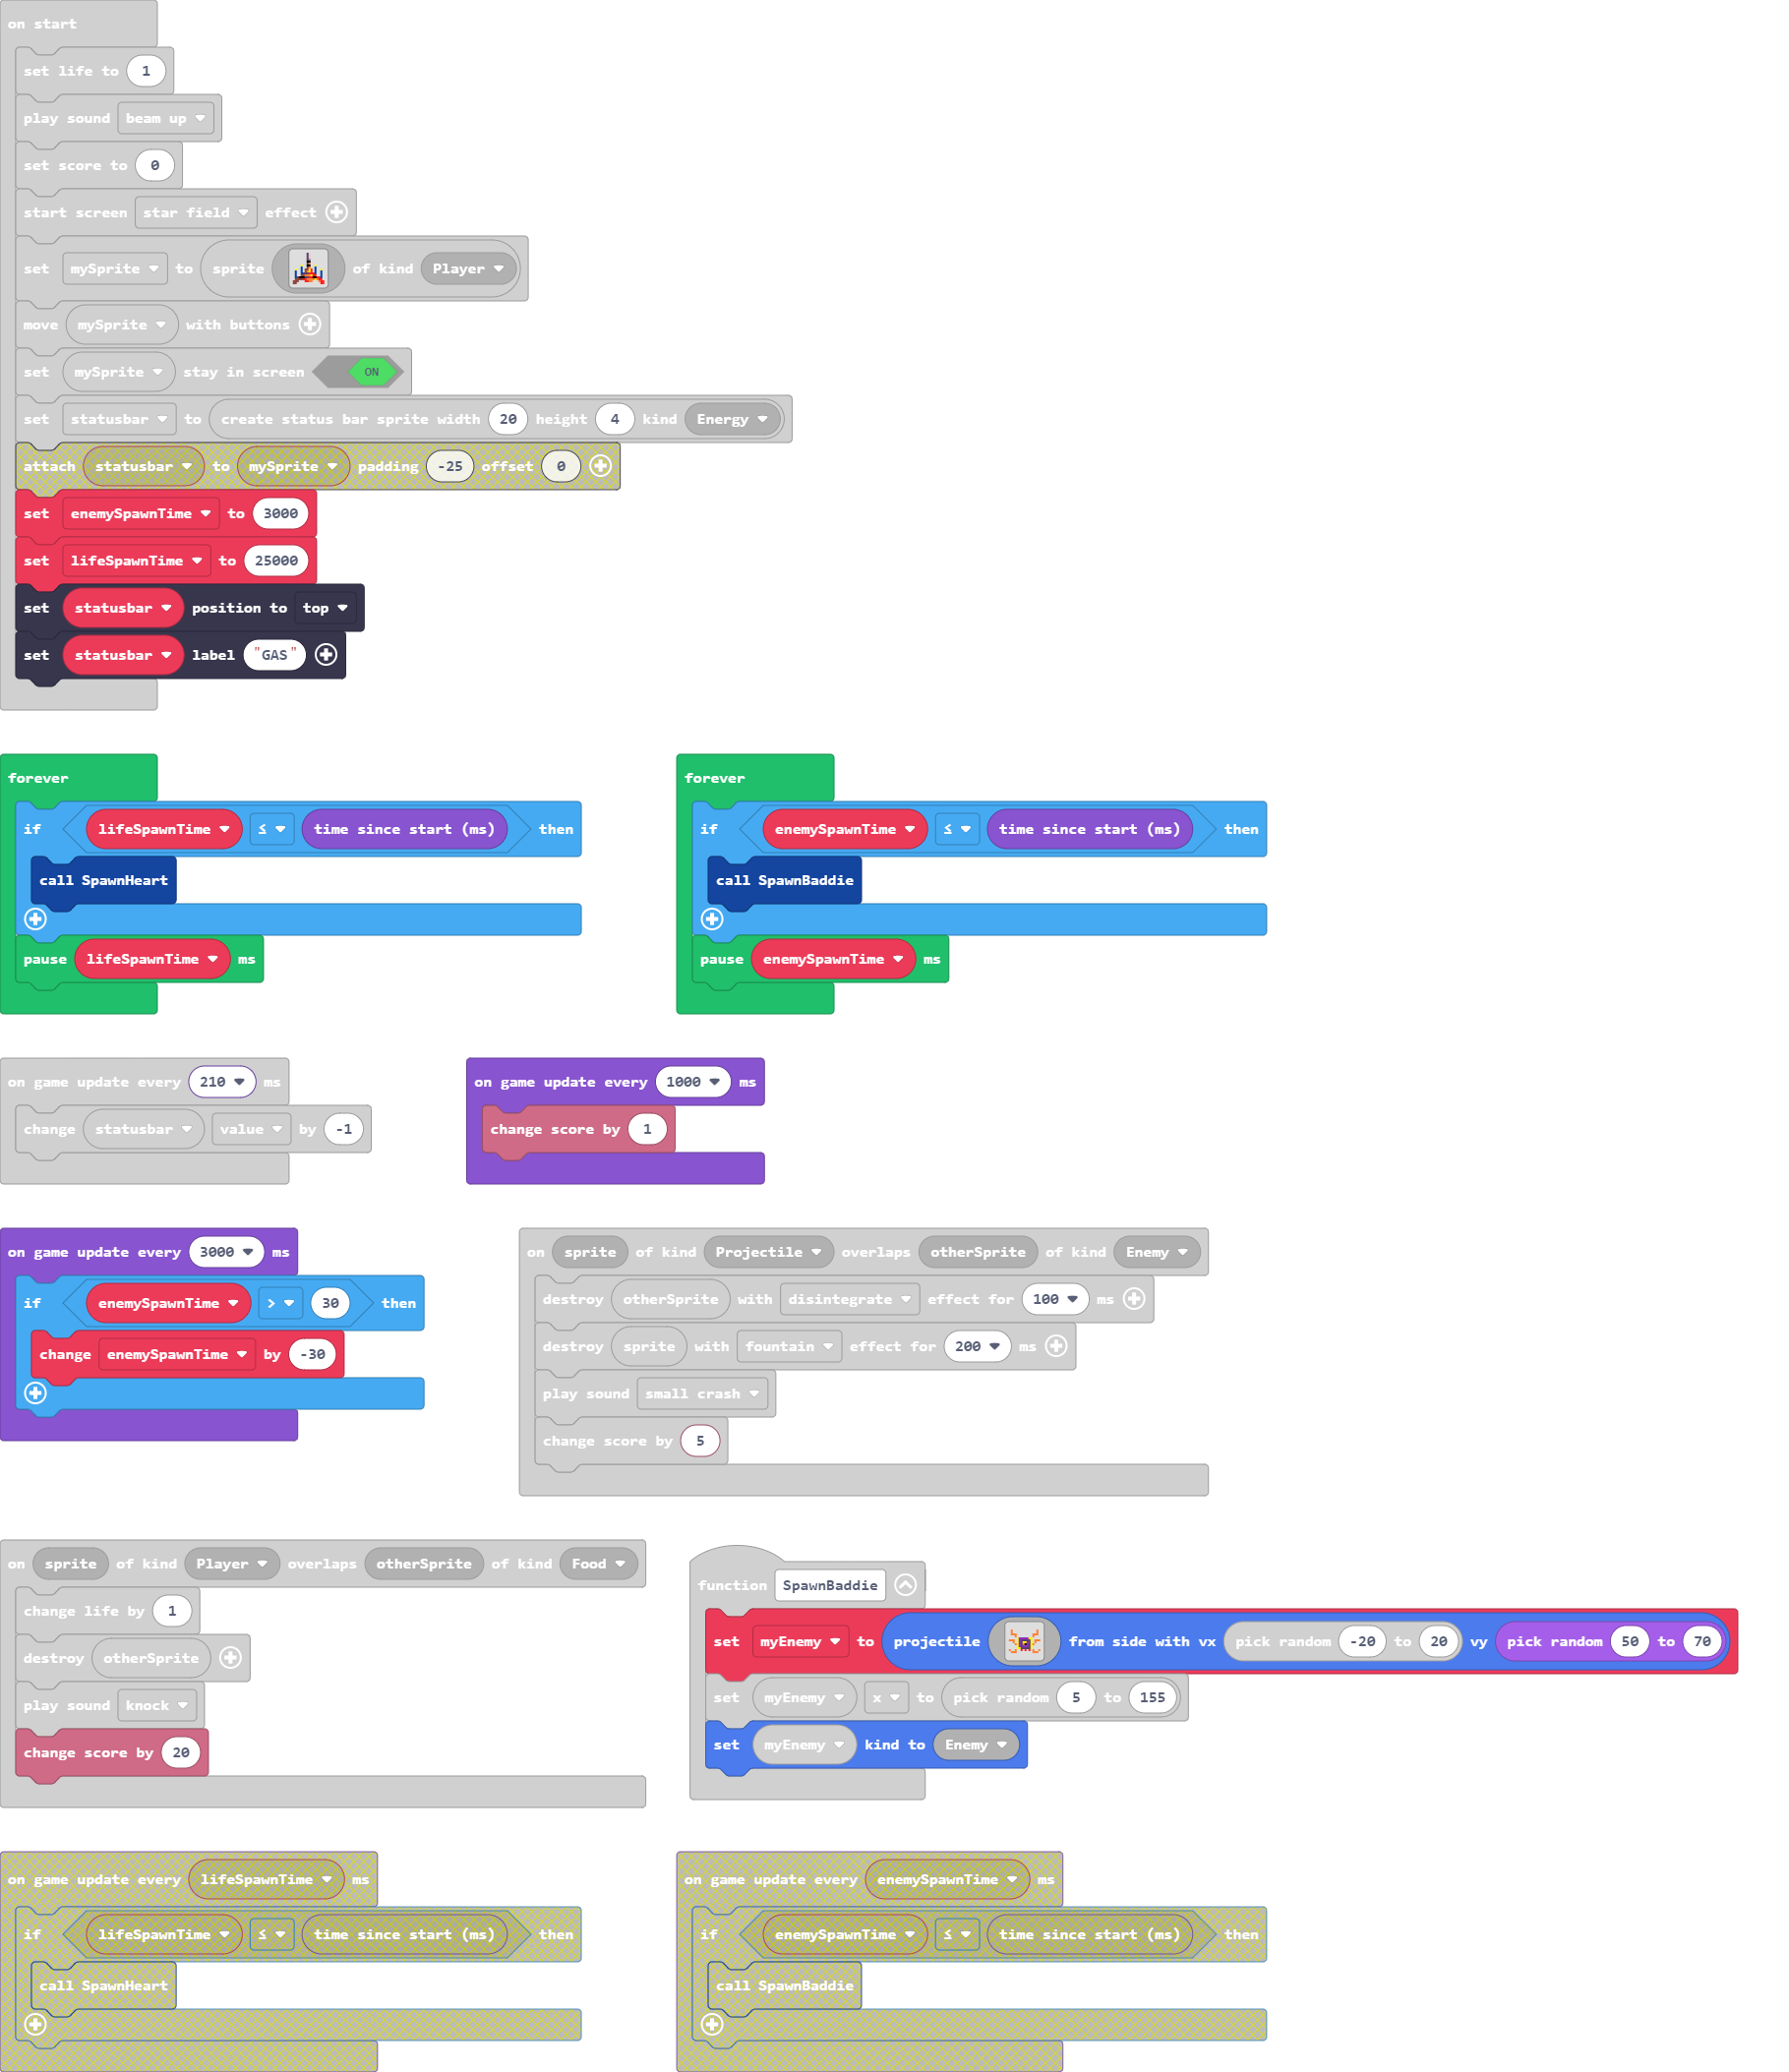 on start
set life to 1
play sound beam up
set score to 0
start screen star field effect
set mySprite to sprite of kind Player
move mySprite with buttons
set mySprite stay in screen ON
set statusbar to create status bar sprite width 20 height 4 kind Energy
attach statusbar to mySprite padding -25 offset 0
set enemySpawnTime to 3000
set lifeSpawnTime to 25000
set statusbar position to top
set statusbar label "GAS"
forever
if lifeSpawnTime ≤ time since start (ms) then
call SpawnHeart
pause lifeSpawnTime ms
forever
if enemySpawnTime ≤ time since start (ms) then
call SpawnBaddie
pause enemySpawnTime ms
on game update every 210 ms
change statusbar value by -1
on game update every 1000 ms
change score by 1
on game update every 3000 ms
if enemySpawnTime > 30 then
change enemySpawnTime by -30
on sprite of kind Projectile overlaps otherSprite of kind Enemy
destroy otherSprite with disintegrate effect for 100 ms
destroy sprite with fountain effect for 200 ms
play sound small crash
change score by 5
on sprite of kind Player overlaps otherSprite of kind Food
change life by 1
destroy otherSprite
play sound knock
change score by 20
function SpawnBaddie
set myEnemy to projectile from side with vx pick random -20 to 20 vy pick random 50 to 70
set myEnemy x to pick random 5 to 155
set myEnemy kind to Enemy
on game update every lifeSpawnTime ms
if lifeSpawnTime ≤ time since start (ms) then
call SpawnHeart
on game update every enemySpawnTime ms
if enemySpawnTime ≤ time since start (ms) then
call SpawnBaddie